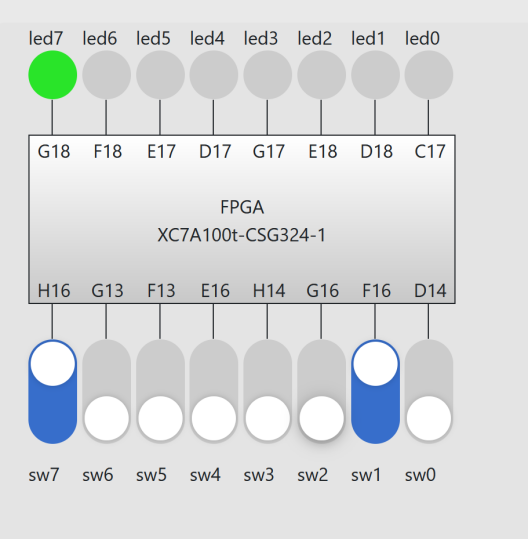 led7 led6 led5 led4 led3 led2 led1 led0
G18 F18 E17 D17 G17 E18 D18 C17
FPGA
XC7A100t-CSG324-1
H16 G13 F13 E16 H14 G16 F16 D14
sw7 sw6 sw5 sw4 sw3 sw2 sw1 sw0